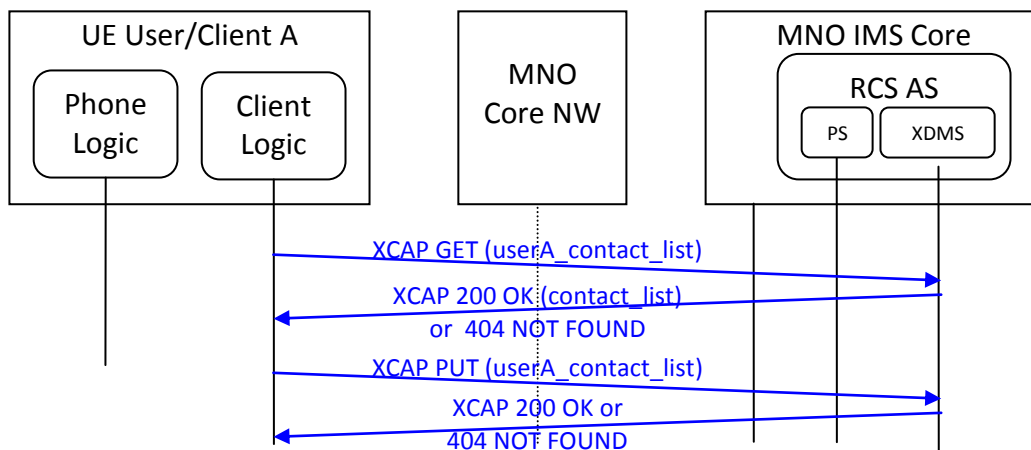 UE User/Client A
Phone
Logic
Client
Logic
MNO
Core NW
MNO IMS Core
RCS AS
PS
XDMS
XCAP GET (userA_contact_list)
XCAP 200 OK (contact_list)
or 404 NOT FOUND
XCAP PUT (userA_contact_list)
XCAP 200 OK or
404 NOT FOUND